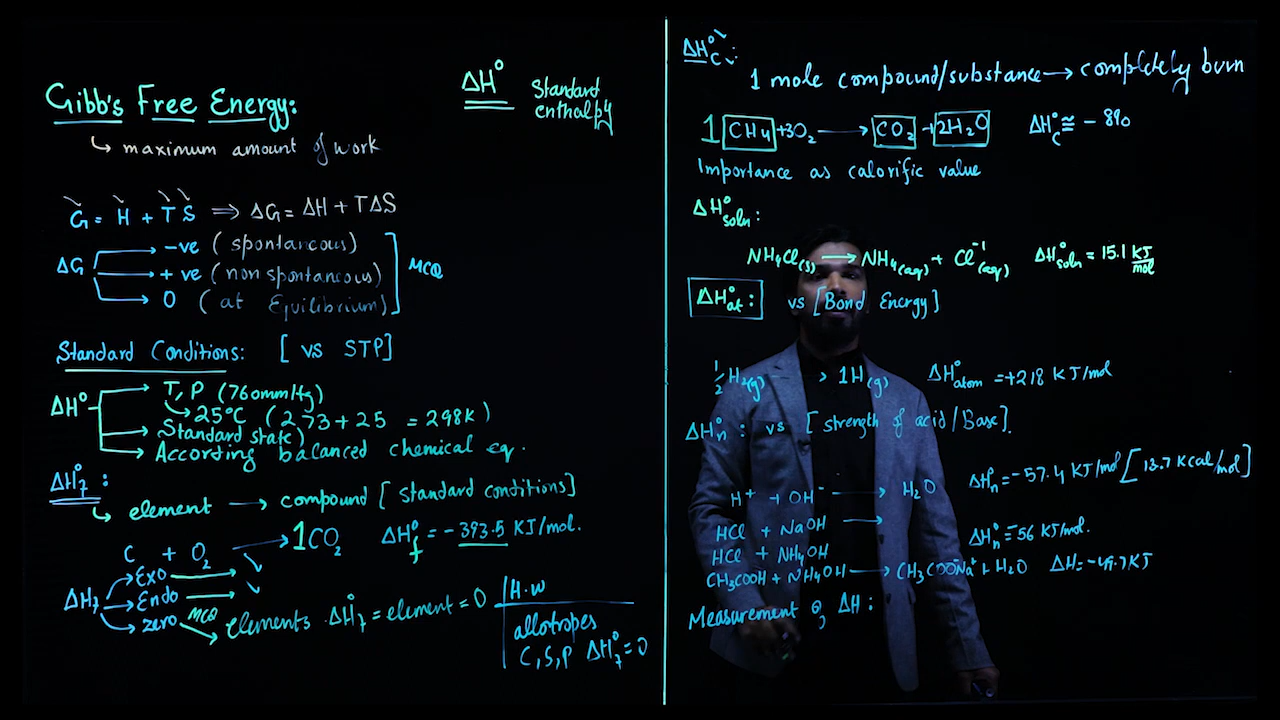 Gibb's Free Energy:
↳ maximum amount of work
ΔH° Standard enthalpy
G = H + TS ⇒ ΔG = ΔH + TΔS
ΔG → -ve (spontaneous)
→ +ve (non spontaneous) MCQ
→ 0 (at Equilibrium)
Standard Conditions: [vs STP]
ΔH° → T, P (760mmHg)
↳ 25°C (273+25 = 298K)
→ Standard state)
→ According balanced chemical eq.
ΔH°f :
↳ element → compound [standard conditions]
C + O₂ → 1CO₂ ΔH°f = -393.5 KJ/mol.
ΔHf → Exo →
→ Endo →
→ zero MCQ → elements. ΔH°f = element = 0
H.w
allotropes
C, S, P ΔH°f = 0
ΔH°c :
1 mole compound/substance → completely burn
1 CH4 + 3O₂ → CO₂ + 2H₂O ΔH°c ≅ - 890
Importance as calorific value
ΔH°soln :
NH4Cl(s) → NH4(aq) + Cl⁻¹(aq) ΔH°soln = 15.1 KJ/mol
ΔH°at : vs [Bond Energy]
1/2 H₂(g) → 1H(g) ΔH°atom = +218 KJ/mol
ΔH°n : vs [strength of acid/Base].
H⁺ + OH⁻ → H₂O ΔH°n = -57.4 KJ/mol [13.7 Kcal/mol]
HCl + NaOH →
HCl + NH4OH ΔH°n = -56 KJ/mol.
CH3COOH + NH4OH → CH3COO⁻Na⁺ + H₂O ΔH = -49.7KJ
Measurement of ΔH :